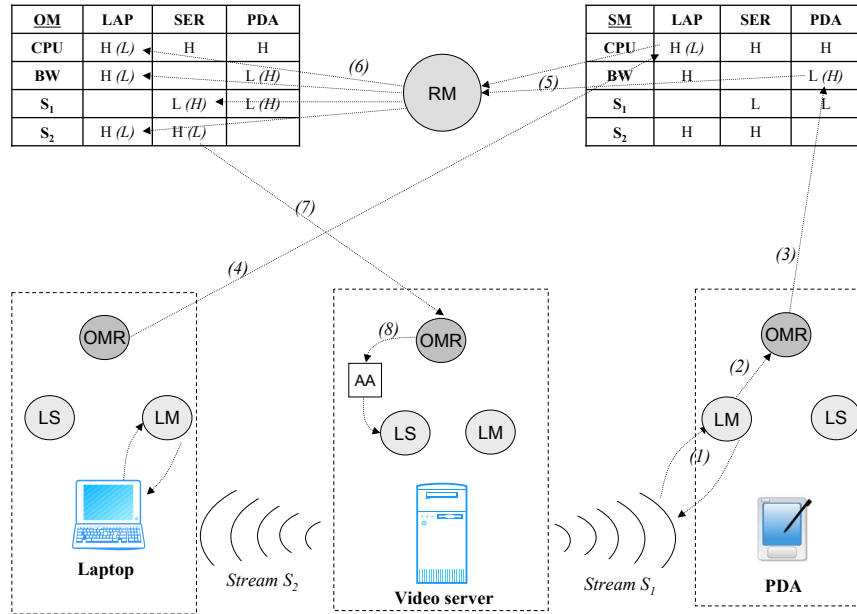 OM LAP SER PDA
CPU H (L) H H
BW H (L) L (H)
S1 L (H) L (H)
S2 H (L) H (L)
SM LAP SER PDA
CPU H (L) H H
BW H L (H)
S1 L L
S2 H H
RM
(6)
(5)
(7)
(4)
(3)
OMR
LS
LM
Laptop
Stream S2
OMR
(8)
AA
LS
LM
Video server
Stream S1
OMR
(2)
LM
(1)
LS
PDA